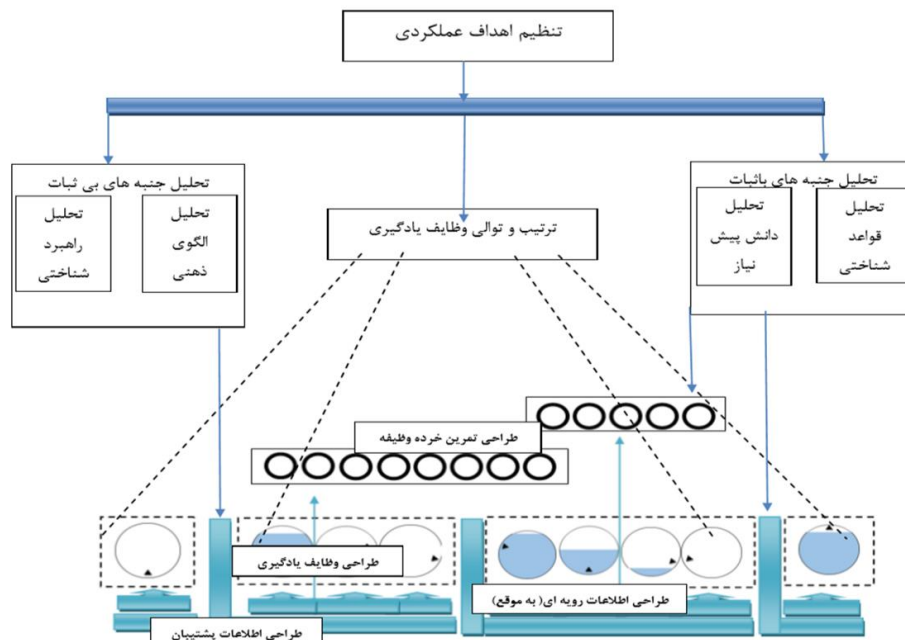 تنظیم اهداف عملکردی
تحلیل جنبه های باثبات
تحلیل
قواعد
شناختی
تحلیل
دانش پیش
نیاز
ترتیب و توالی وظایف یادگیری
تحلیل جنبه های بی ثبات
تحلیل
الگوی
ذهنی
تحلیل
راهبرد
شناختی
طراحی تمرین خرده وظیفه
طراحی وظایف یادگیری
طراحی اطلاعات رویه ای( به موقع)
طراحی اطلاعات پشتیبان